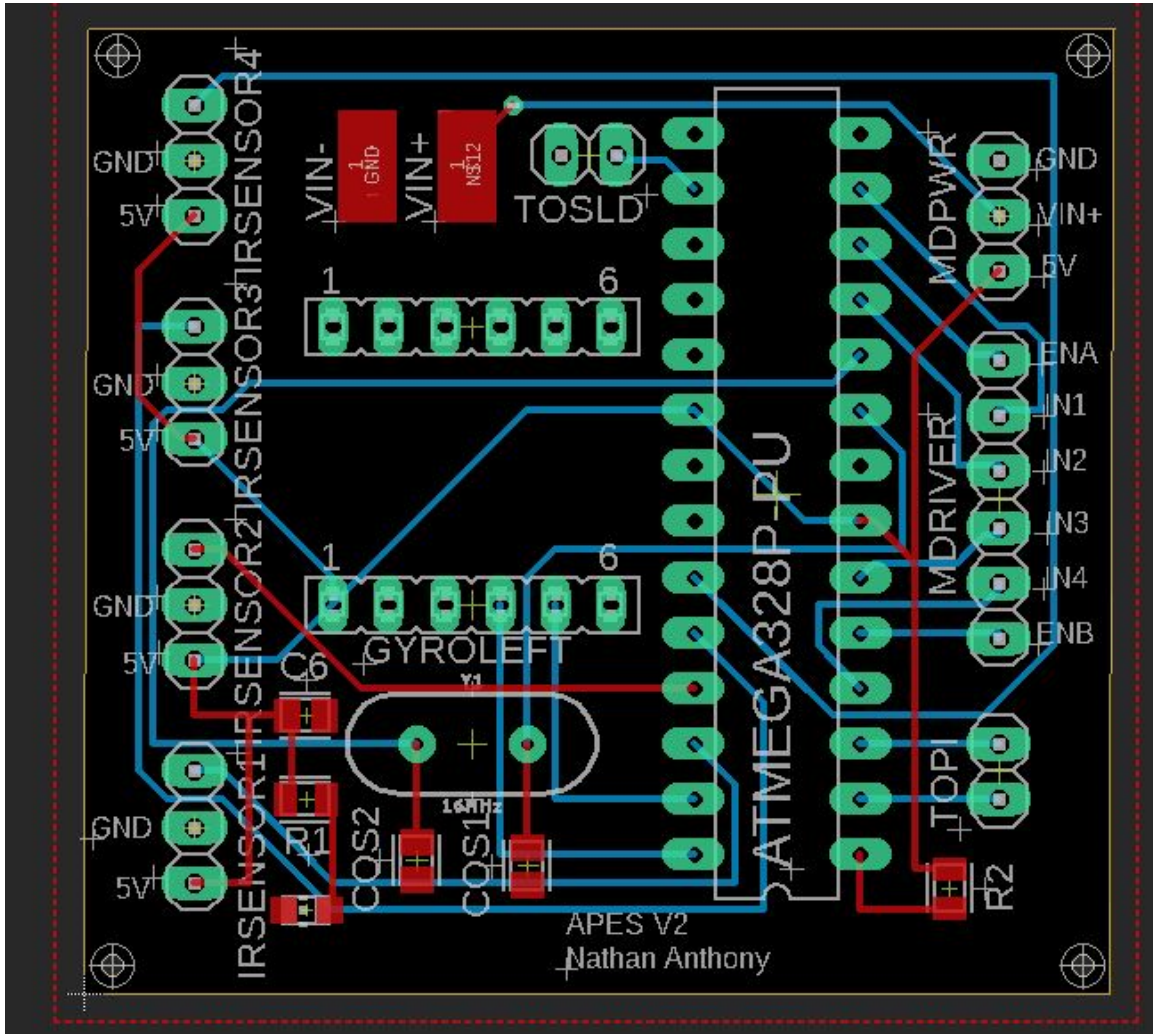 IRSENSOR4
GND
5V
IRSENSOR3
GND
5V
IRSENSOR2
GND
5V
IRSENSOR1
GND
5V
VIN-
1
GND
VIN+
1
N$12
TOSLD
1
6
1
6
GYROLEFT
Y1
16MHz
C6
R1
COS2
COS1
ATMEGA328P-PU
MDPWR
GND
VIN+
5V
MDRIVER
ENA
IN1
IN2
IN3
IN4
ENB
TOPI
R2
APES V2
Nathan Anthony